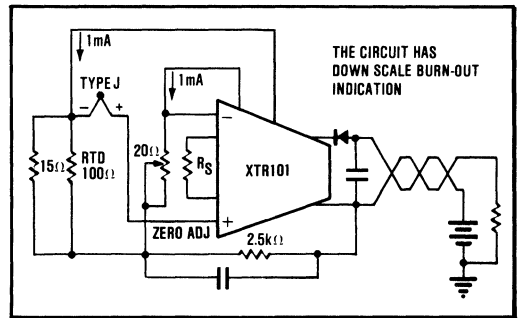 1mA
THE CIRCUIT HAS
DOWN SCALE BURN-OUT
INDICATION
TYPE J
1mA
− +
−
15Ω
RTD
100Ω
20Ω
RS
XTR101
+
ZERO ADJ
2.5kΩ